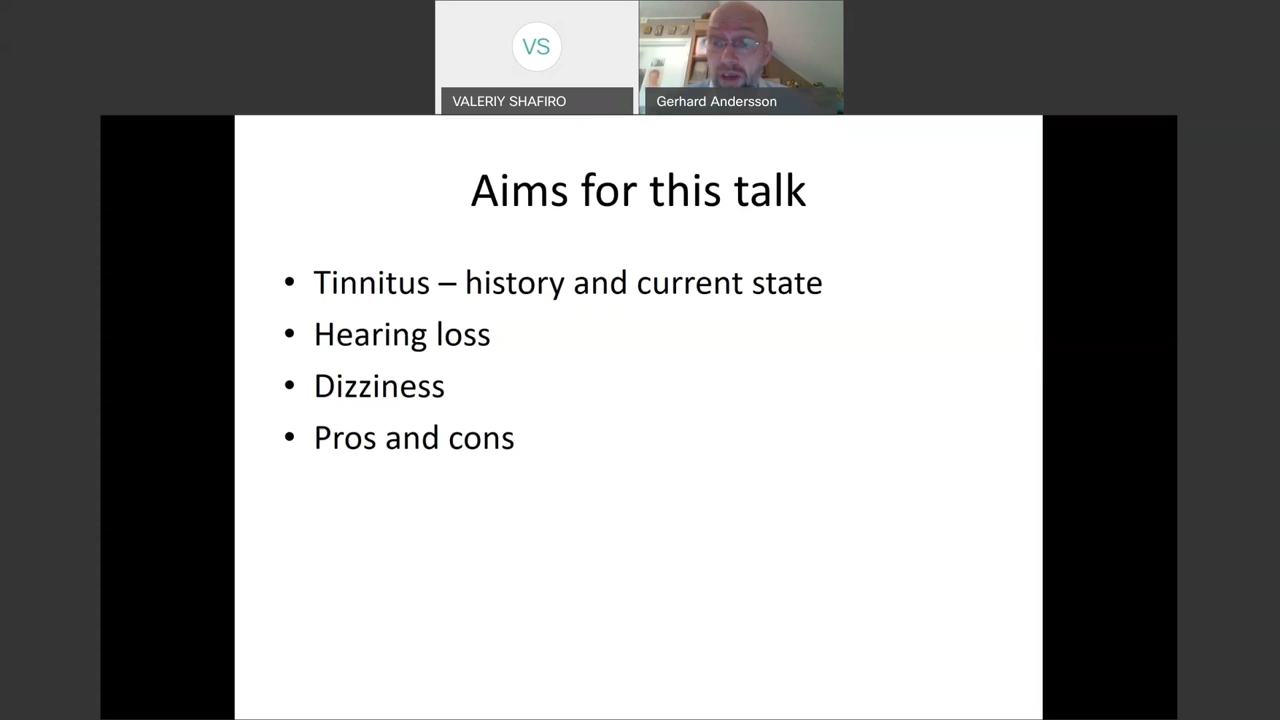 VS
VALERIY SHAFIRO
Gerhard Andersson
Aims for this talk
• Tinnitus – history and current state
• Hearing loss
• Dizziness
• Pros and cons